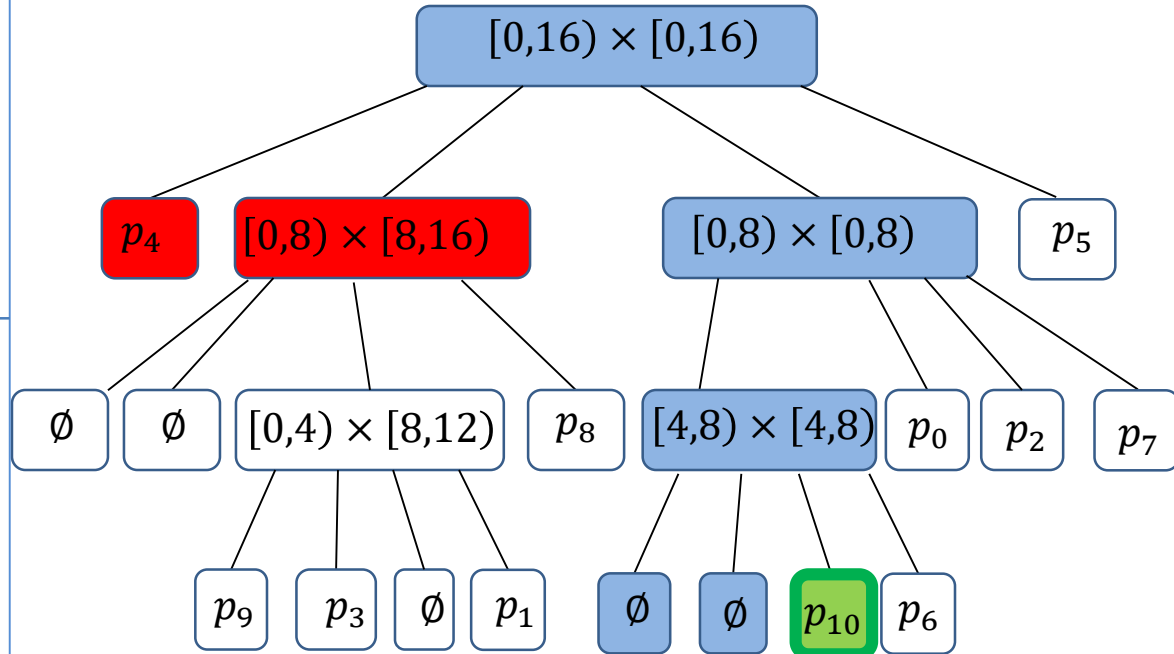 [0,16) × [0,16)
p₄ [0,8) × [8,16) [0,8) × [0,8) p₅
∅ ∅ [0,4) × [8,12) p₈ [4,8) × [4,8) p₀ p₂ p₇
p₉ p₃ ∅ p₁ ∅ ∅ p₁₀ p₆